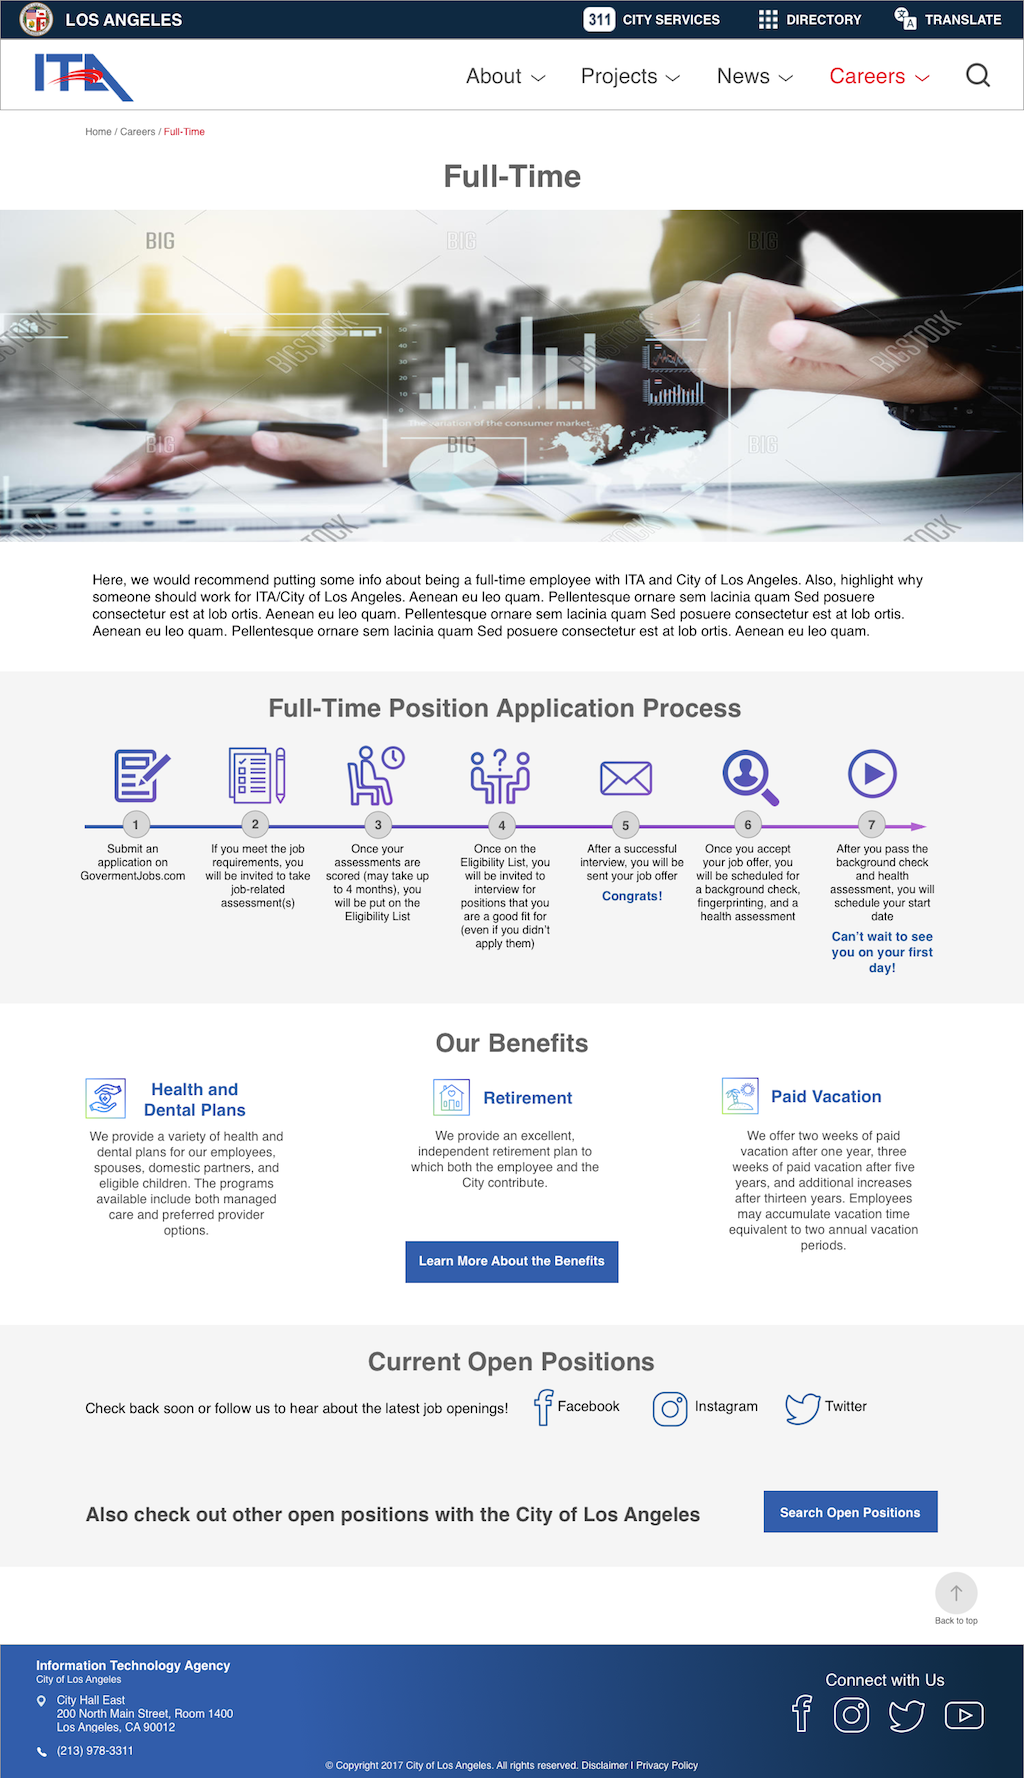 LOS ANGELES
311 CITY SERVICES
DIRECTORY
TRANSLATE
ITA
About
Projects
News
Careers
Home / Careers / Full-Time
Full-Time
BIG
BIG
BIG
BIGSTOCK
BIGSTOCK
50
40
30
20
10
0
of the consumer market.
BIG
BIG
BIG
Here, we would recommend putting some info about being a full-time employee with ITA and City of Los Angeles. Also, highlight why
someone should work for ITA/City of Los Angeles. Aenean eu leo quam. Pellentesque ornare sem lacinia quam Sed posuere
consectetur est at lob ortis. Aenean eu leo quam. Pellentesque ornare sem lacinia quam Sed posuere consectetur est at lob ortis.
Aenean eu leo quam. Pellentesque ornare sem lacinia quam Sed posuere consectetur est at lob ortis. Aenean eu leo quam.
Full-Time Position Application Process
1
Submit an
application on
GovermentJobs.com
2
If you meet the job
requirements, you
will be invited to take
job-related
assessment(s)
3
Once your
assessments are
scored (may take up
to 4 months), you
will be put on the
Eligibility List
4
Once on the
Eligibility List, you
will be invited to
interview for
positions that you
are a good fit for
(even if you didn't
apply them)
5
After a successful
interview, you will be
sent your job offer
Congrats!
6
Once you accept
your job offer, you
will be scheduled for
a background check,
fingerprinting, and a
health assessment
7
After you pass the
background check
and health
assessment, you will
schedule your start
date
Can't wait to see
you on your first
day!
Our Benefits
Health and
Dental Plans
We provide a variety of health and
dental plans for our employees,
spouses, domestic partners, and
eligible children. The programs
available include both managed
care and preferred provider
options.
Retirement
We provide an excellent,
independent retirement plan to
which both the employee and the
City contribute.
Paid Vacation
We offer two weeks of paid
vacation after one year, three
weeks of paid vacation after five
years, and additional increases
after thirteen years. Employees
may accumulate vacation time
equivalent to two annual vacation
periods.
Learn More About the Benefits
Current Open Positions
Check back soon or follow us to hear about the latest job openings!
Facebook
Instagram
Twitter
Also check out other open positions with the City of Los Angeles
Search Open Positions
Back to top
Information Technology Agency
City of Los Angeles
City Hall East
200 North Main Street, Room 1400
Los Angeles, CA 90012
(213) 978-3311
Connect with Us
© Copyright 2017 City of Los Angeles. All rights reserved. Disclaimer I Privacy Policy